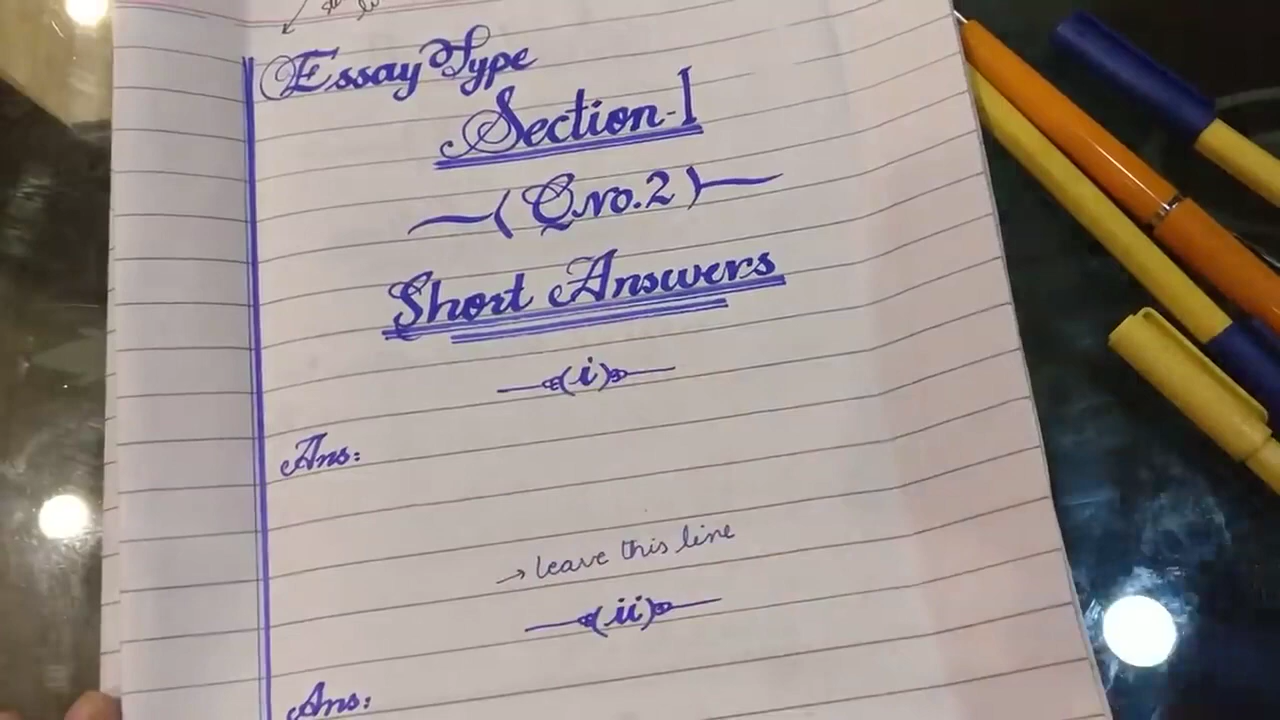 Essay Type
Section-I
(Q.No.2)
Short Answers
(i)
Ans:
→ leave this line
(ii)
Ans: